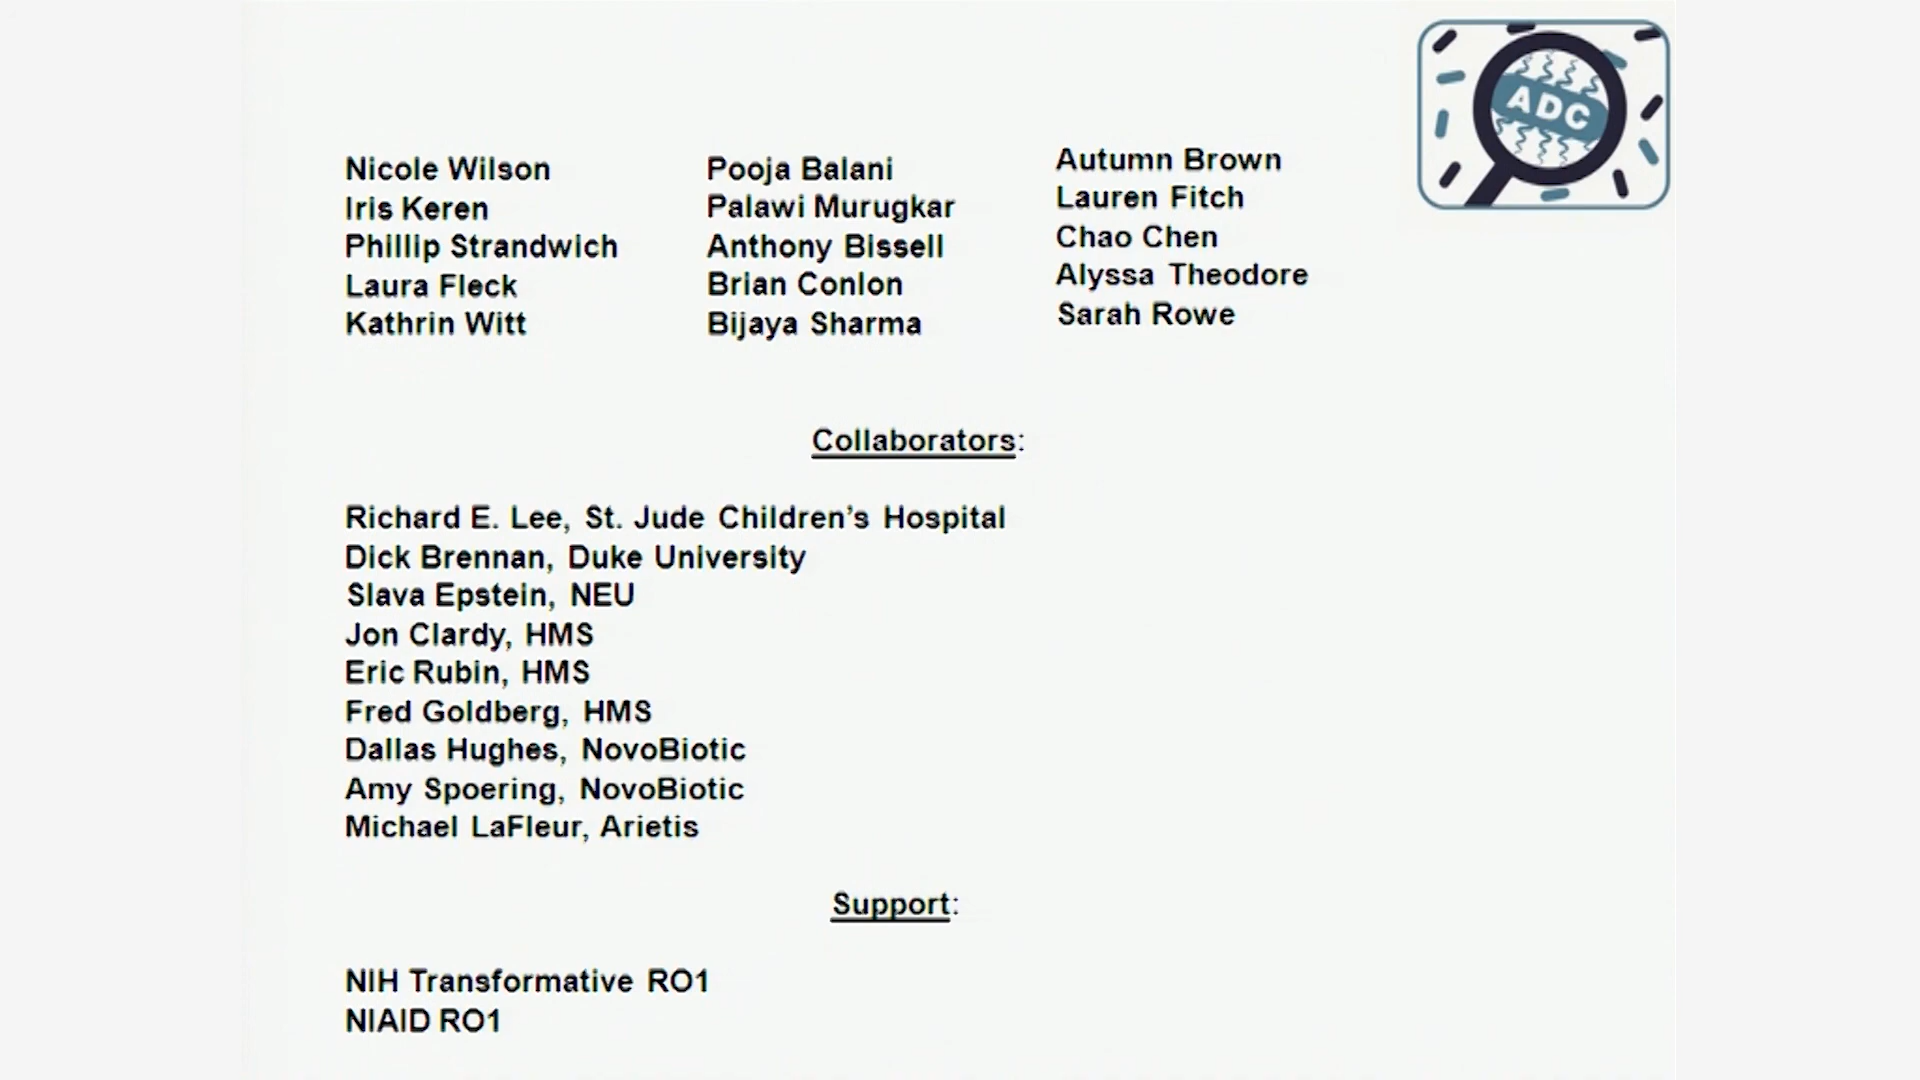 ADC
Nicole Wilson
Iris Keren
Phillip Strandwich
Laura Fleck
Kathrin Witt
Pooja Balani
Palawi Murugkar
Anthony Bissell
Brian Conlon
Bijaya Sharma
Autumn Brown
Lauren Fitch
Chao Chen
Alyssa Theodore
Sarah Rowe
Collaborators:
Richard E. Lee, St. Jude Children’s Hospital
Dick Brennan, Duke University
Slava Epstein, NEU
Jon Clardy, HMS
Eric Rubin, HMS
Fred Goldberg, HMS
Dallas Hughes, NovoBiotic
Amy Spoering, NovoBiotic
Michael LaFleur, Arietis
Support:
NIH Transformative RO1
NIAID RO1